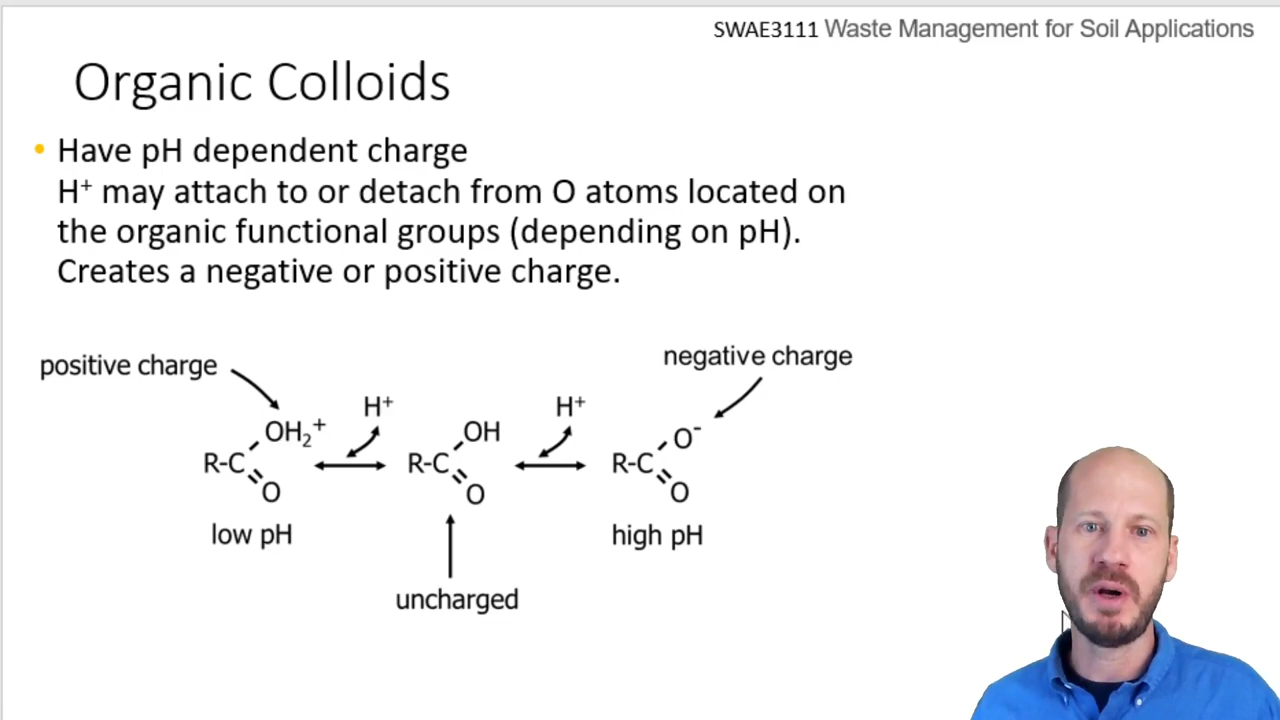 SWAE3111 Waste Management for Soil Applications
Organic Colloids
• Have pH dependent charge
H⁺ may attach to or detach from O atoms located on
the organic functional groups (depending on pH).
Creates a negative or positive charge.
positive charge
negative charge
H⁺
H⁺
OH₂⁺
OH
O⁻
R-C
R-C
R-C
O
O
O
low pH
high pH
uncharged